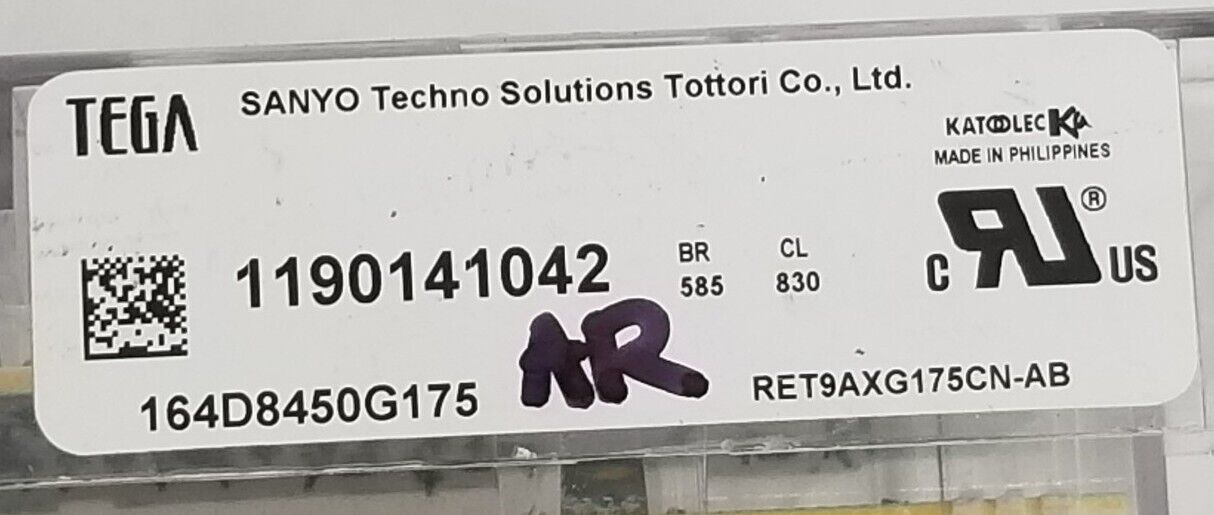 TEGA
SANYO Techno Solutions Tottori Co., Ltd.
KATOOLEC
MADE IN PHILIPPINES
1190141042
BR
585
CL
830
C RU ® US
164D8450G175
RET9AXG175CN-AB